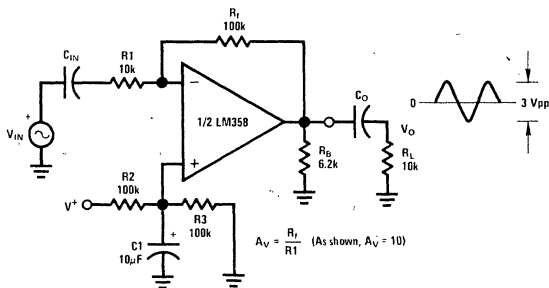 Rf
100k
CIN
R1
10k
−
1/2 LM358
+
VIN
+
R2
100k
V+
R3
100k
+
C1
10μF
RB
6.2k
CO
VO
RL
10k
0
3 Vpp
AV = Rf/R1 (As shown, AV = 10)